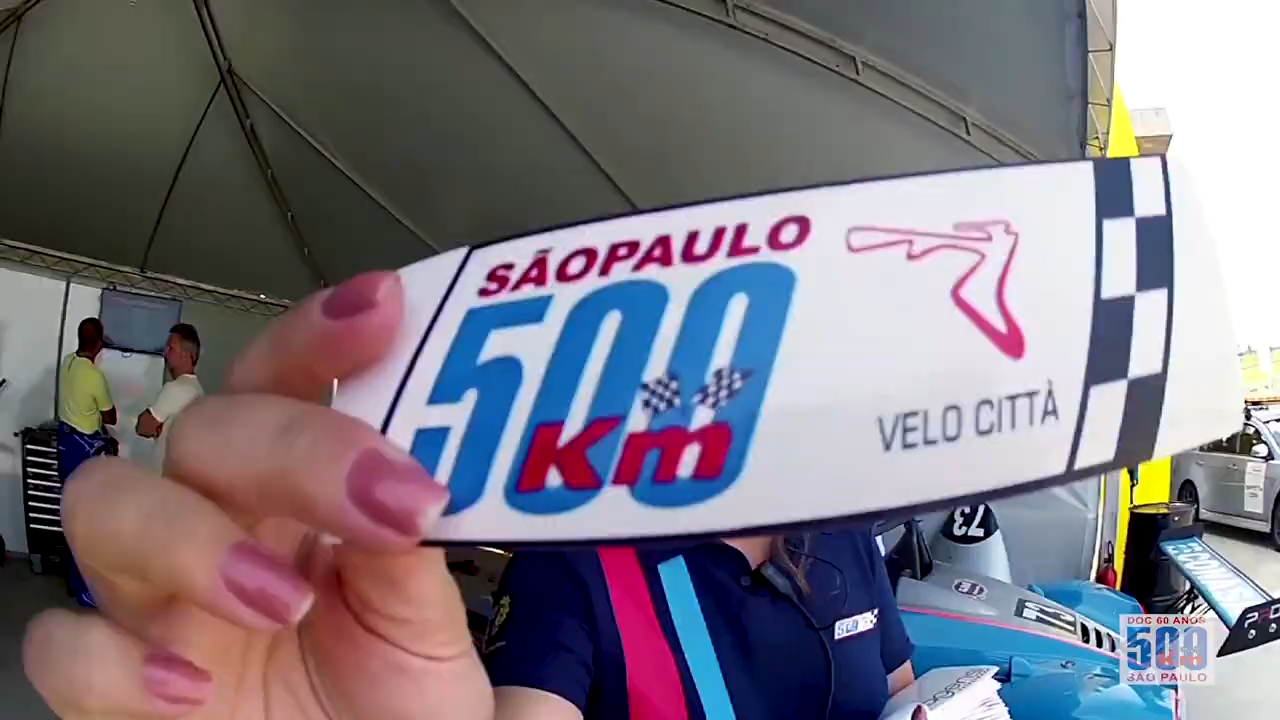 SÃOPAULO
500
Km
VELO CITTÀ
73
DOC 60 ANOS
500
SÃO PAULO